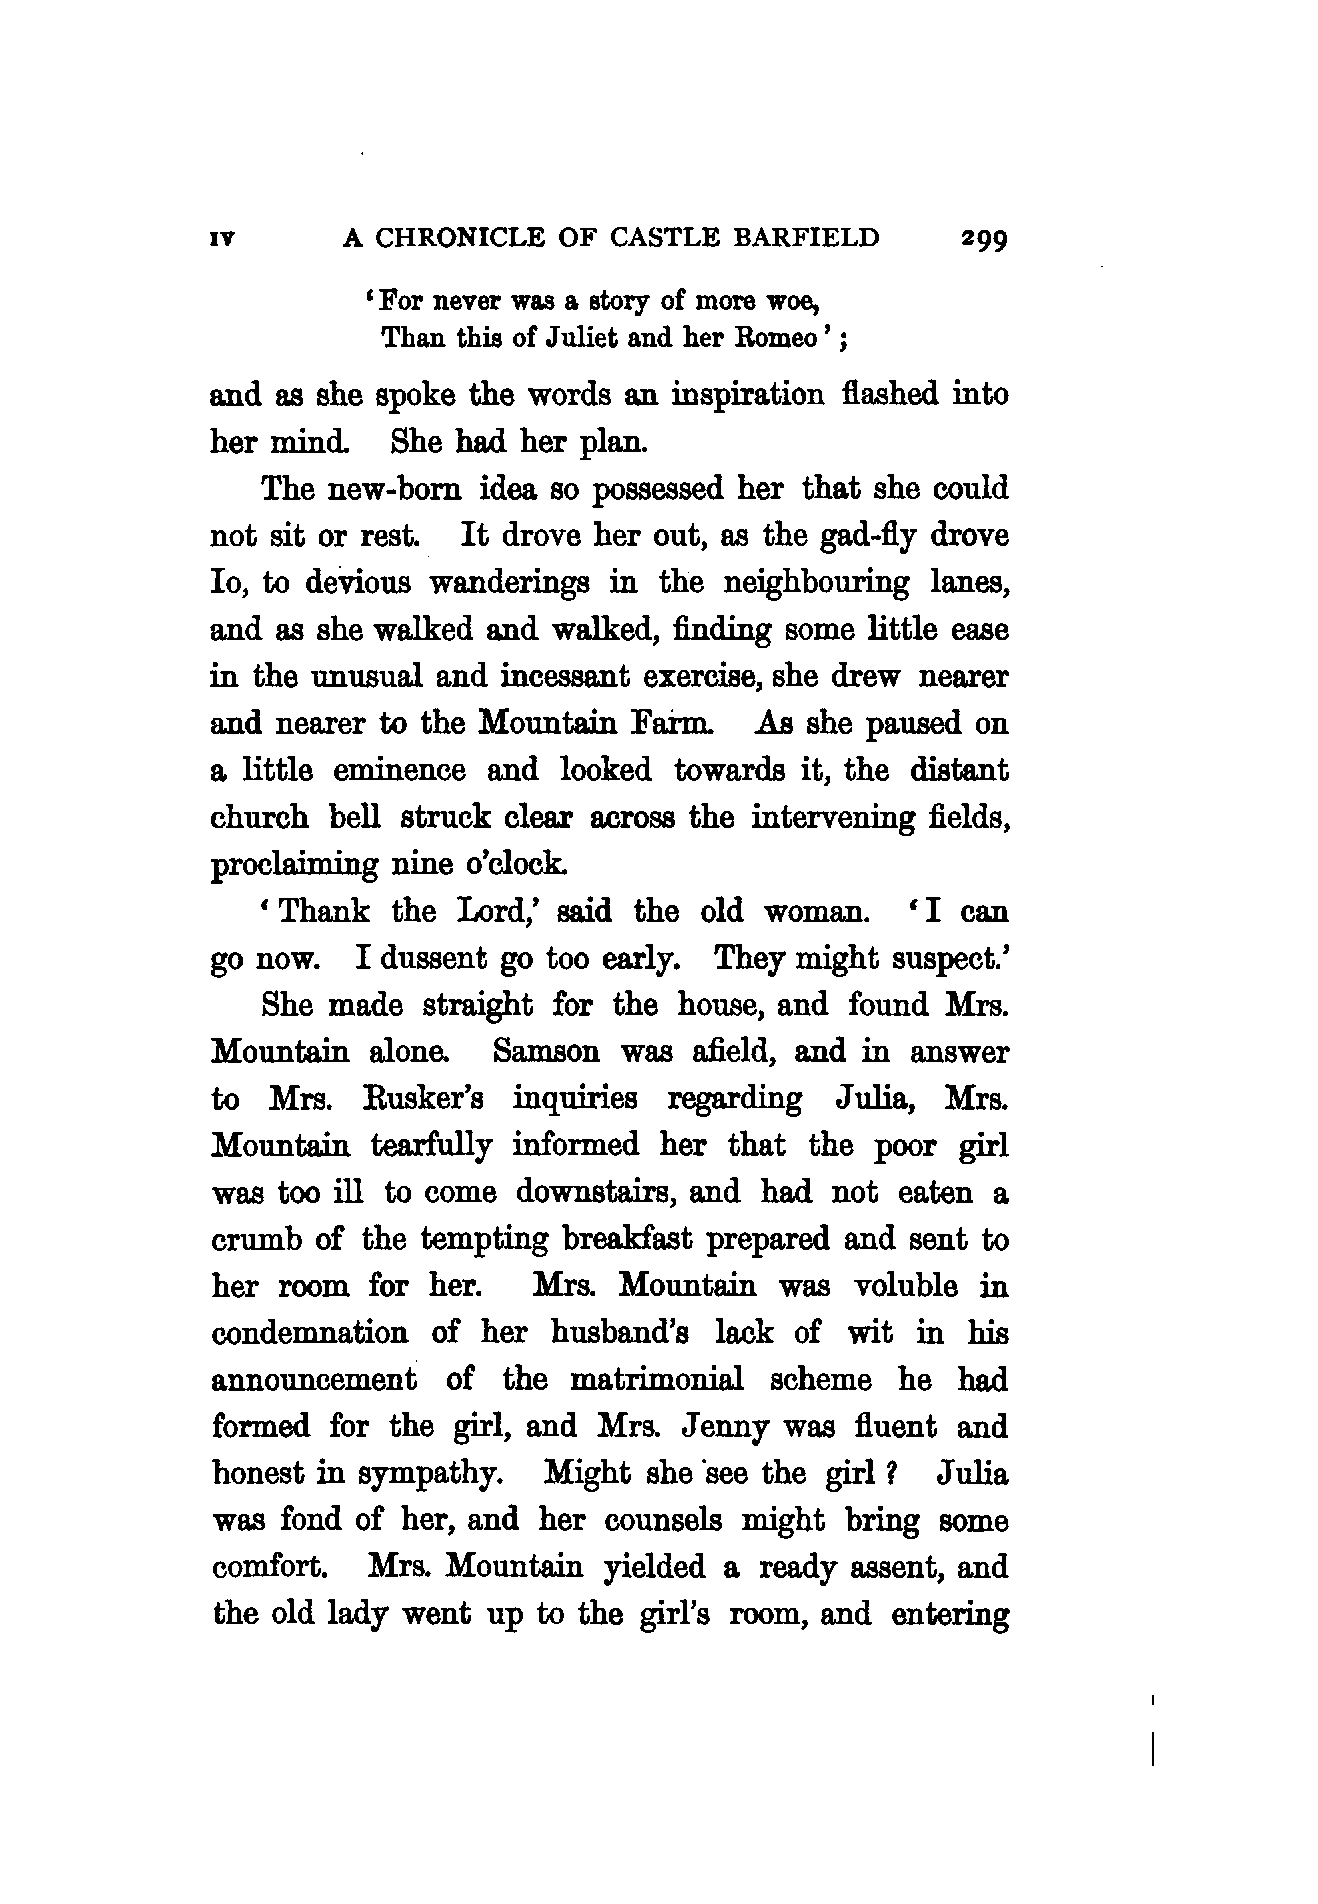 IV A CHRONICLE OF CASTLE BARFIELD 299
‘For never was a story of more woe,
Than this of Juliet and her Romeo’;
and as she spoke the words an inspiration flashed into
her mind. She had her plan.
The new-born idea so possessed her that she could
not sit or rest. It drove her out, as the gad-fly drove
Io, to devious wanderings in the neighbouring lanes,
and as she walked and walked, finding some little ease
in the unusual and incessant exercise, she drew nearer
and nearer to the Mountain Farm. As she paused on
a little eminence and looked towards it, the distant
church bell struck clear across the intervening fields,
proclaiming nine o’clock.
‘Thank the Lord,’ said the old woman. ‘I can
go now. I dussent go too early. They might suspect.’
She made straight for the house, and found Mrs.
Mountain alone. Samson was afield, and in answer
to Mrs. Rusker’s inquiries regarding Julia, Mrs.
Mountain tearfully informed her that the poor girl
was too ill to come downstairs, and had not eaten a
crumb of the tempting breakfast prepared and sent to
her room for her. Mrs. Mountain was voluble in
condemnation of her husband’s lack of wit in his
announcement of the matrimonial scheme he had
formed for the girl, and Mrs. Jenny was fluent and
honest in sympathy. Might she see the girl? Julia
was fond of her, and her counsels might bring some
comfort. Mrs. Mountain yielded a ready assent, and
the old lady went up to the girl’s room, and entering